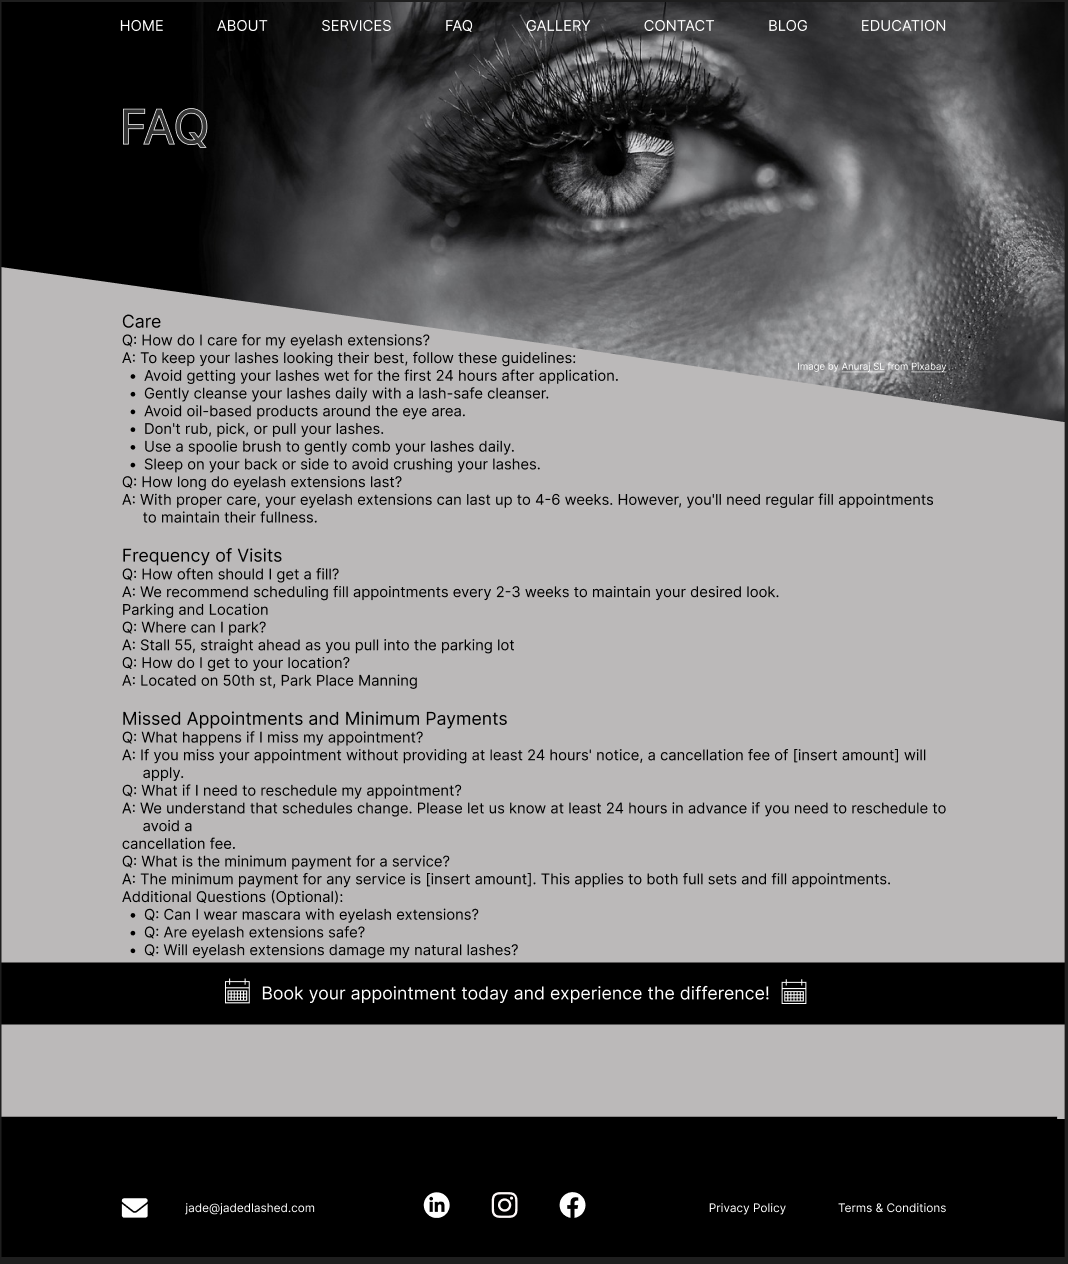 HOME ABOUT SERVICES FAQ GALLERY CONTACT BLOG EDUCATION
FAQ
Image by Anuraj SL from Pixabay
Care
Q: How do I care for my eyelash extensions?
A: To keep your lashes looking their best, follow these guidelines:
• Avoid getting your lashes wet for the first 24 hours after application.
• Gently cleanse your lashes daily with a lash-safe cleanser.
• Avoid oil-based products around the eye area.
• Don't rub, pick, or pull your lashes.
• Use a spoolie brush to gently comb your lashes daily.
• Sleep on your back or side to avoid crushing your lashes.
Q: How long do eyelash extensions last?
A: With proper care, your eyelash extensions can last up to 4-6 weeks. However, you'll need regular fill appointments
to maintain their fullness.
Frequency of Visits
Q: How often should I get a fill?
A: We recommend scheduling fill appointments every 2-3 weeks to maintain your desired look.
Parking and Location
Q: Where can I park?
A: Stall 55, straight ahead as you pull into the parking lot
Q: How do I get to your location?
A: Located on 50th st, Park Place Manning
Missed Appointments and Minimum Payments
Q: What happens if I miss my appointment?
A: If you miss your appointment without providing at least 24 hours' notice, a cancellation fee of [insert amount] will
apply.
Q: What if I need to reschedule my appointment?
A: We understand that schedules change. Please let us know at least 24 hours in advance if you need to reschedule to
avoid a
cancellation fee.
Q: What is the minimum payment for a service?
A: The minimum payment for any service is [insert amount]. This applies to both full sets and fill appointments.
Additional Questions (Optional):
• Q: Can I wear mascara with eyelash extensions?
• Q: Are eyelash extensions safe?
• Q: Will eyelash extensions damage my natural lashes?
Book your appointment today and experience the difference!
jade@jadedlashed.com
Privacy Policy Terms & Conditions